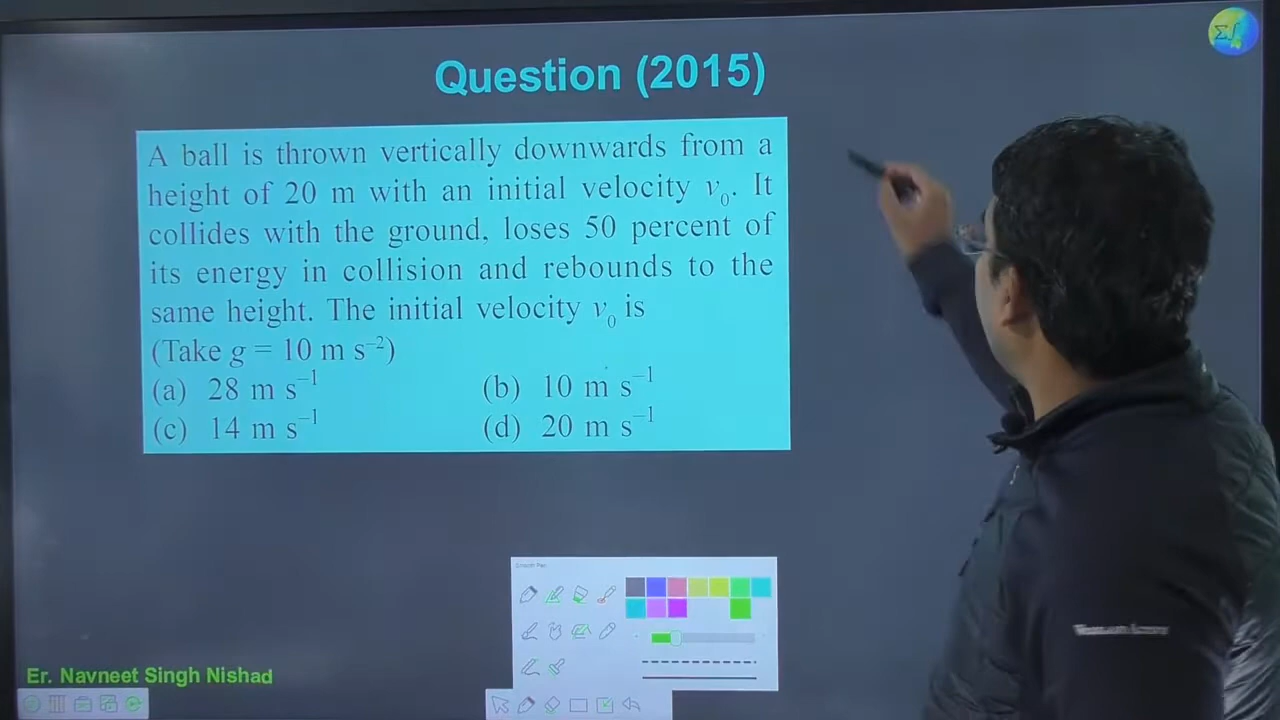 Question (2015)
A ball is thrown vertically downwards from a
height of 20 m with an initial velocity v₀. It
collides with the ground, loses 50 percent of
its energy in collision and rebounds to the
same height. The initial velocity v₀ is
(Take g = 10 m s⁻²)
(a) 28 m s⁻¹ (b) 10 m s⁻¹
(c) 14 m s⁻¹ (d) 20 m s⁻¹
Smooth Pen
Er. Navneet Singh Nishad
Σ∫